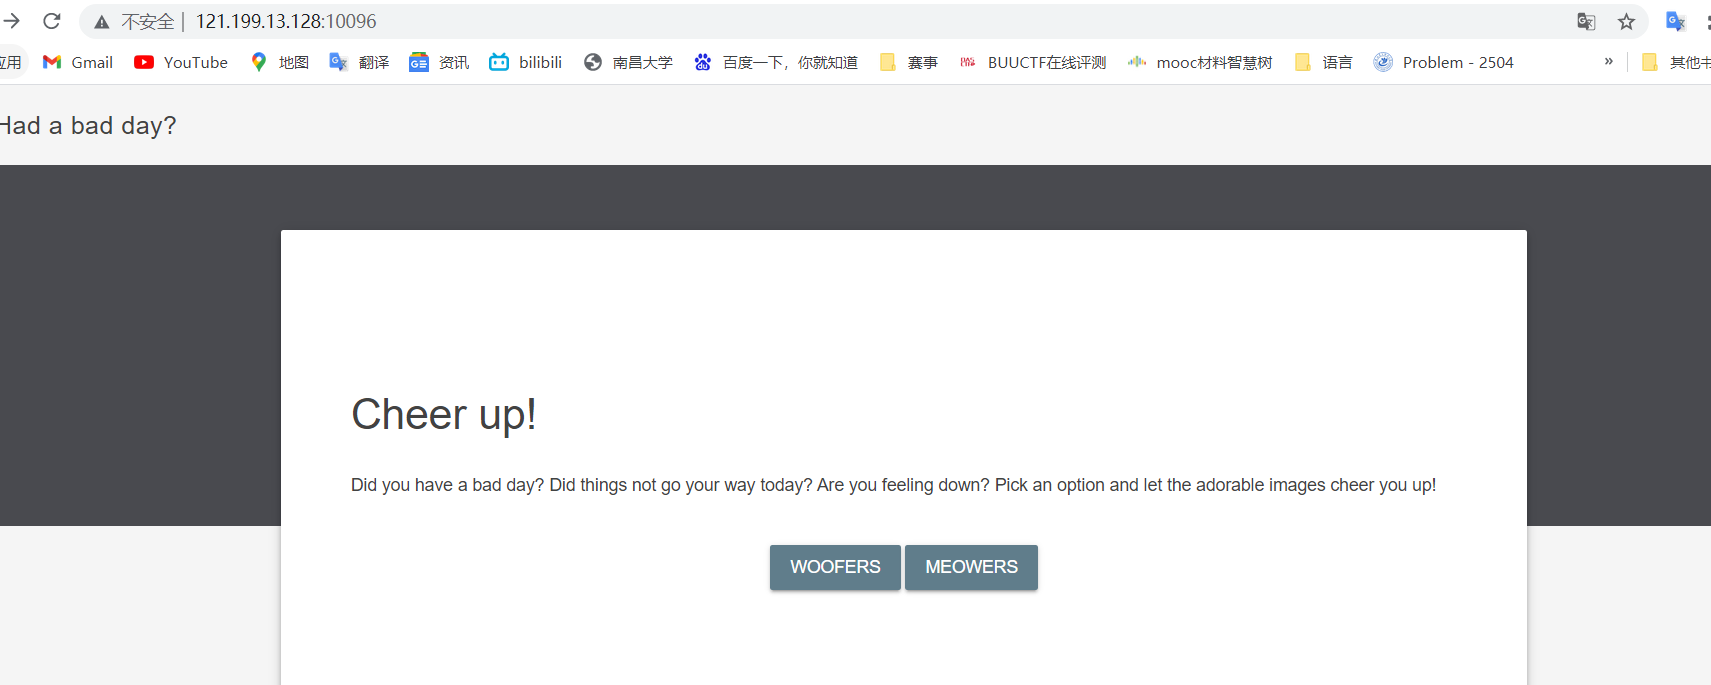 不安全 | 121.199.13.128:10096
应用 Gmail YouTube 地图 翻译 资讯 bilibili 南昌大学 百度一下，你就知道 赛事 BUUCTF在线评测 mooc材料智慧树 语言 Problem - 2504 » 其他书
Had a bad day?
Cheer up!
Did you have a bad day? Did things not go your way today? Are you feeling down? Pick an option and let the adorable images cheer you up!
WOOFERS MEOWERS